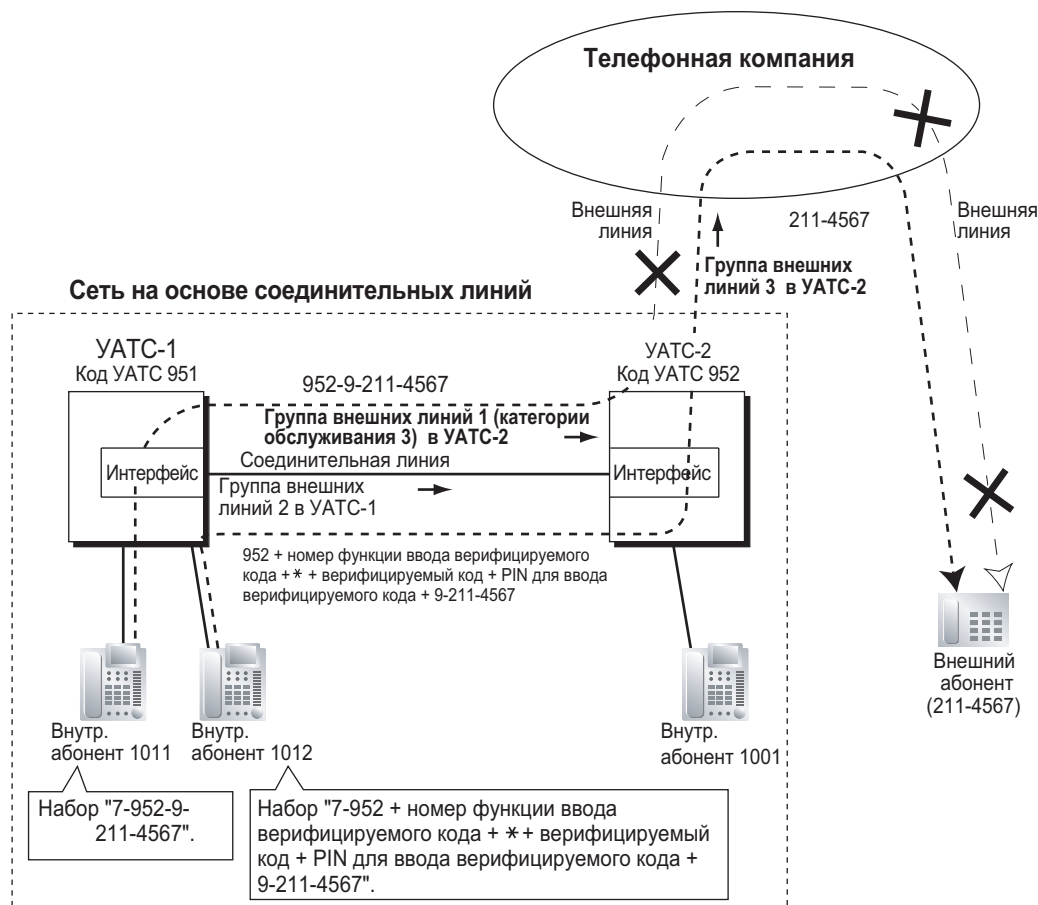 Телефонная компания
Внешняя
линия
211-4567
Внешняя
линия
Группа внешних
линий 3 в УАТС-2
Сеть на основе соединительных линий
УАТС-1
Код УАТС 951
УАТС-2
Код УАТС 952
952-9-211-4567
Группа внешних линий 1 (категории
обслуживания 3) в УАТС-2
Интерфейс
Соединительная линия
Интерфейс
Группа внешних
линий 2 в УАТС-1
952 + номер функции ввода верифицируемого
кода + * + верифицируемый код + PIN для ввода
верифицируемого кода + 9-211-4567
Внешний
абонент
(211-4567)
Внутр.
абонент 1011
Внутр.
абонент 1012
Внутр.
абонент 1001
Набор "7-952-9-
211-4567".
Набор "7-952 + номер функции ввода
верифицируемого кода + * + верифицируемый
код + PIN для ввода верифицируемого кода +
9-211-4567".